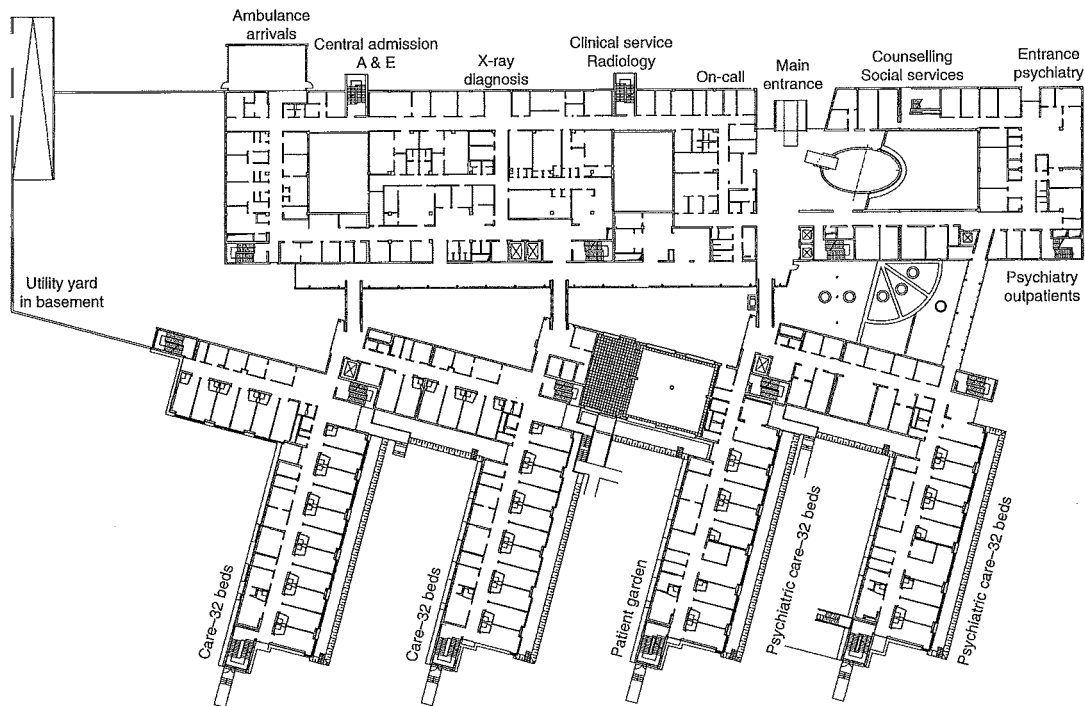 Ambulance
arrivals
Central admission
A & E
X-ray
diagnosis
Clinical service
Radiology
On-call
Main
entrance
Counselling
Social services
Entrance
psychiatry
Utility yard
in basement
Psychiatry
outpatients
Care–32 beds
Care–32 beds
Patient garden
Psychiatric care–32 beds
Psychiatric care–32 beds